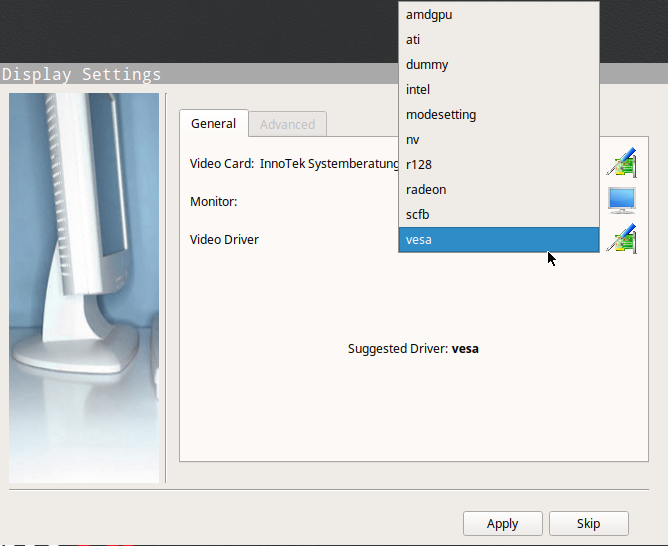 Display Settings
General
Advanced
Video Card: InnoTek Systemberatung
Monitor:
Video Driver
amdgpu
ati
dummy
intel
modesetting
nv
r128
radeon
scfb
vesa
Suggested Driver: vesa
Apply
Skip